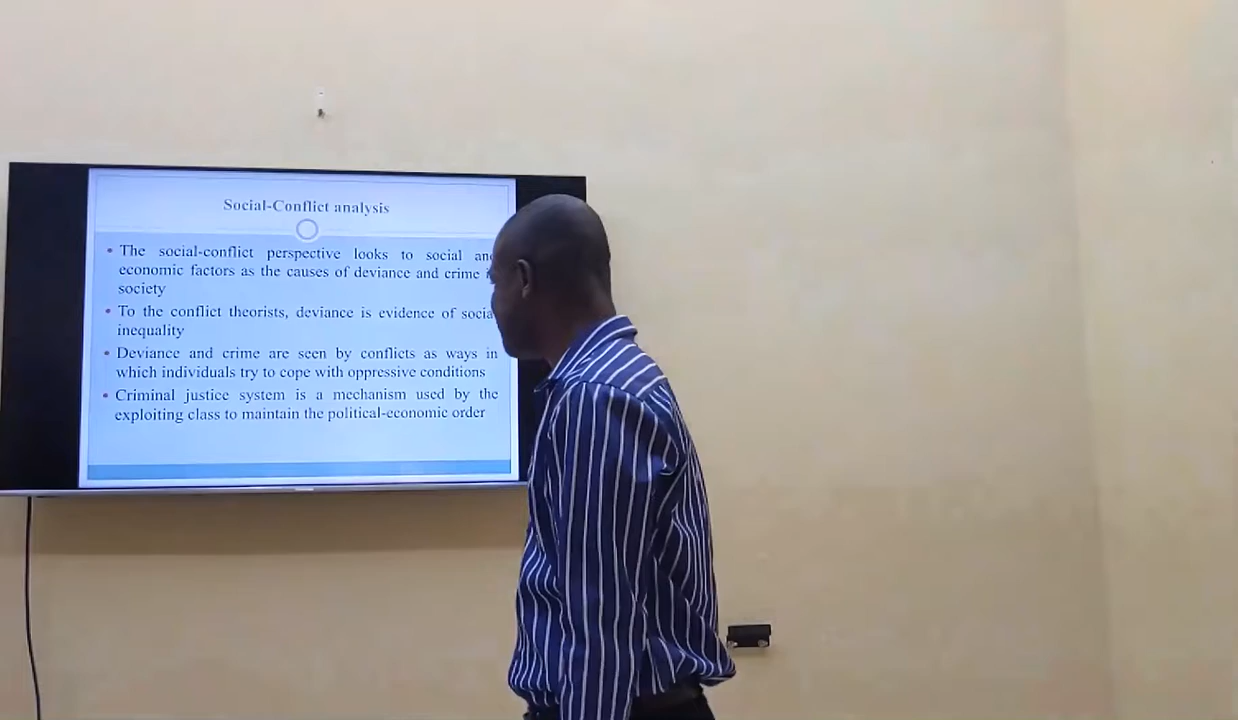 Social-Conflict analysis
• The social-conflict perspective looks to social and
economic factors as the causes of deviance and crime
society
• To the conflict theorists, deviance is evidence of social
inequality
• Deviance and crime are seen by conflicts as ways in
which individuals try to cope with oppressive conditions
• Criminal justice system is a mechanism used by the
exploiting class to maintain the political-economic order